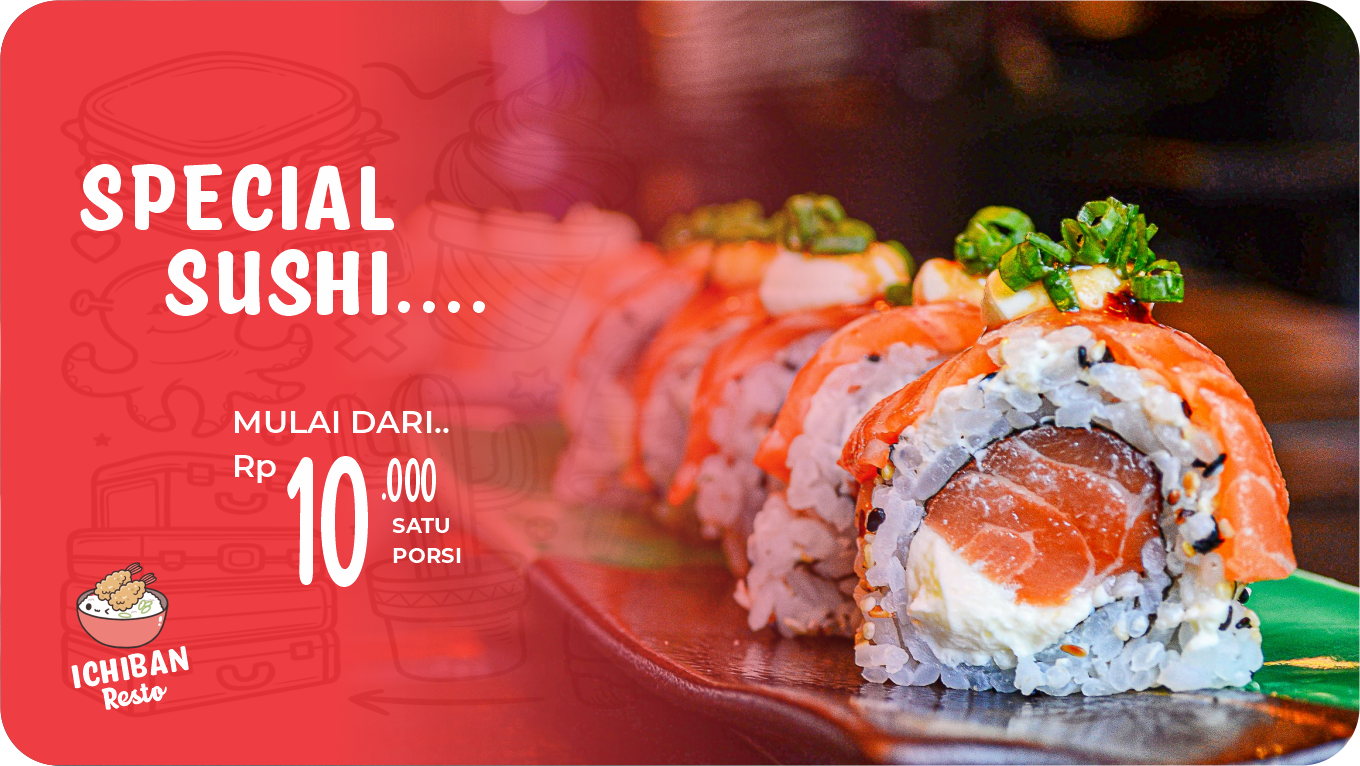 SPECIAL
SUSHI....
MULAI DARI..
Rp 10.000
SATU
PORSI
ICHIBAN
Resto